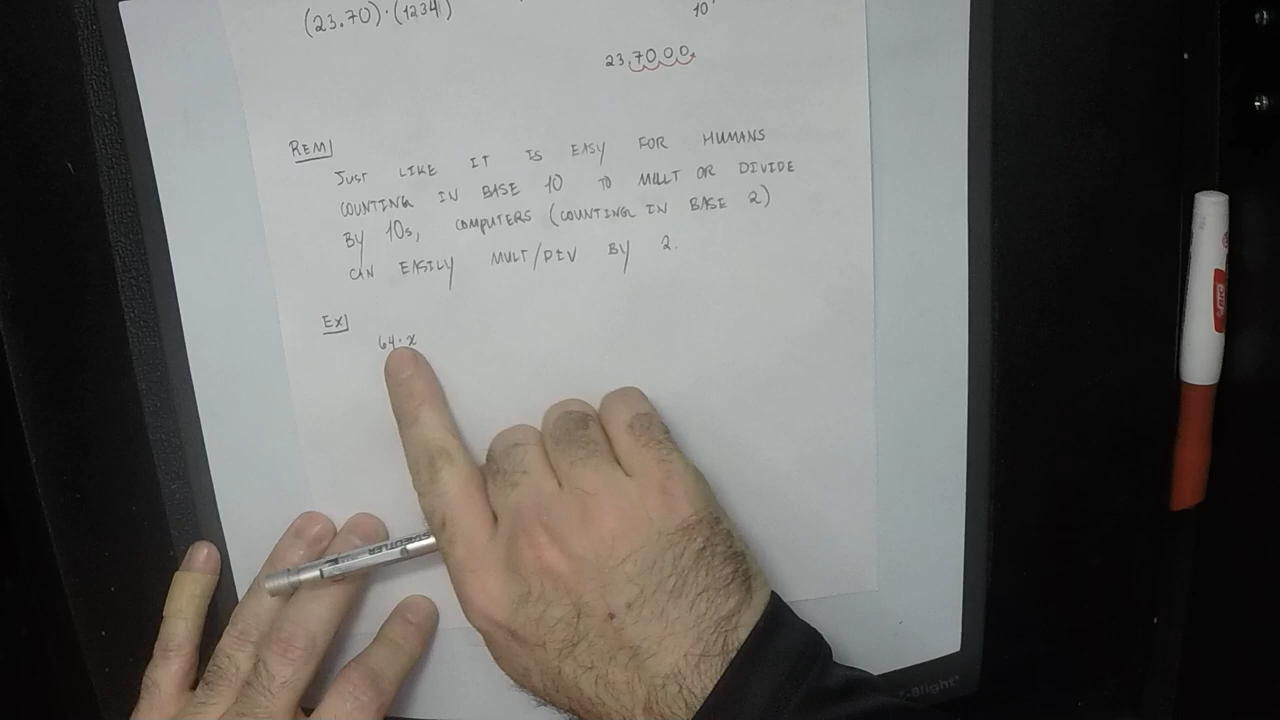 (23.70)·(1234)
10
23.7000.
REM
JUST LIKE IT IS EASY FOR HUMANS
COUNTING IN BASE 10 TO MULT OR DIVIDE
BY 10s, COMPUTERS (COUNTING IN BASE 2)
CAN EASILY MULT/DIV BY 2.
EX
64·x
STAEDTLER